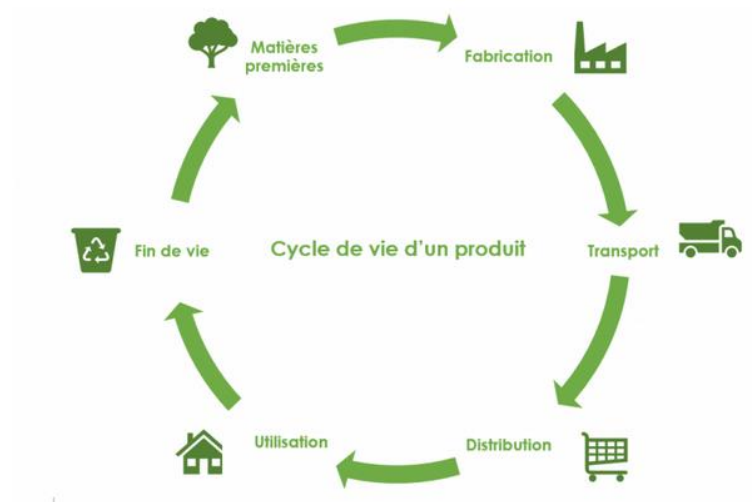 Matières
premières
Fabrication
Transport
Distribution
Utilisation
Fin de vie
Cycle de vie d'un produit